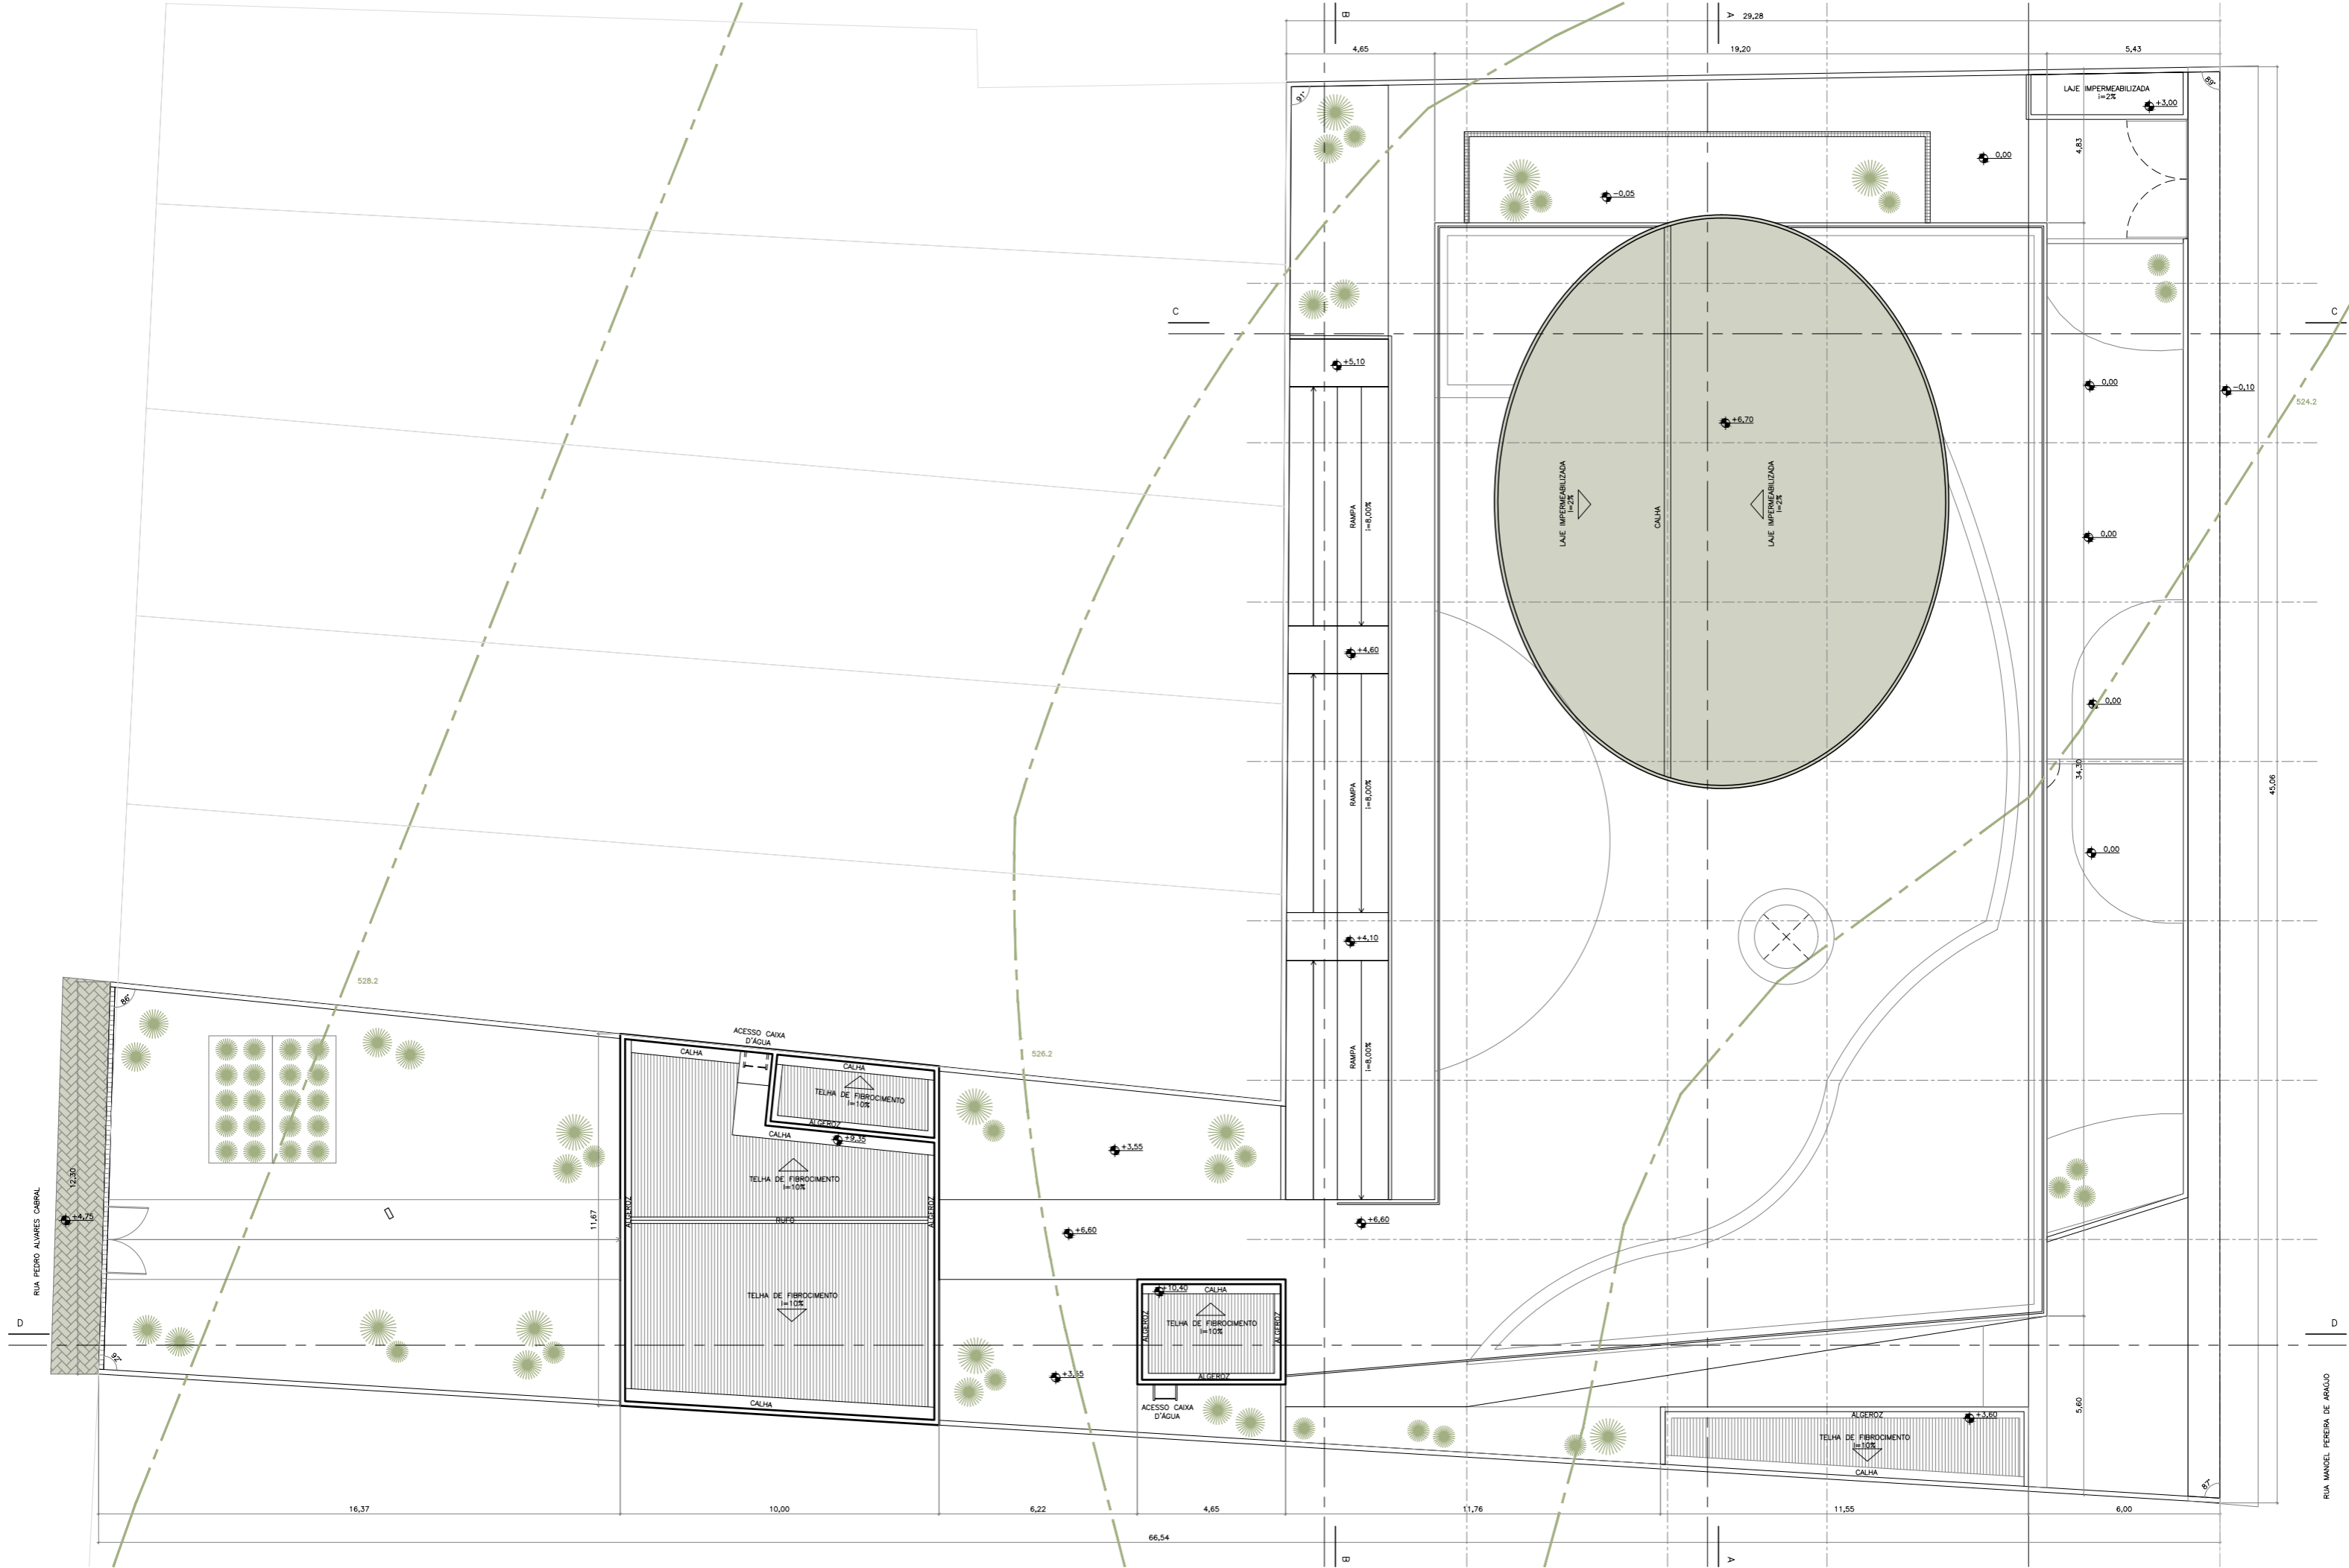 B
A
29,28
4,65
19,20
5,43
91°
89°
LAJE IMPERMEABILIZADA
i=2%
+3,00
4,83
0,00
-0,05
C
C
+5,10
0,00
-0,10
524.2
+6,70
RAMPA
i=8,00%
LAJE IMPERMEABILIZADA
i=2%
CALHA
LAJE IMPERMEABILIZADA
i=2%
0,00
+4,60
0,00
RAMPA
i=8,00%
34,30
45,06
0,00
+4,10
528.2
86°
526.2
ACESSO CAIXA
D'ÁGUA
CALHA
CALHA
TELHA DE FIBROCIMENTO
i=10%
ALGEROZ
CALHA
+9,35
RAMPA
i=8,00%
+3,55
12,30
TELHA DE FIBROCIMENTO
i=10%
ALGEROZ
ALGEROZ
RUFO
11,67
+4,75
RUA PEDRO ALVARES CABRAL
+6,60
+6,60
TELHA DE FIBROCIMENTO
i=10%
+10,40
CALHA
ALGEROZ
ALGEROZ
TELHA DE FIBROCIMENTO
i=10%
ALGEROZ
D
D
92°
ACESSO CAIXA
D'ÁGUA
CALHA
5,60
ALGEROZ
+3,60
TELHA DE FIBROCIMENTO
i=10%
CALHA
RUA MANOEL PEREIRA DE ARAÚJO
87°
16,37
10,00
6,22
4,65
11,76
11,55
6,00
66,54
B
A